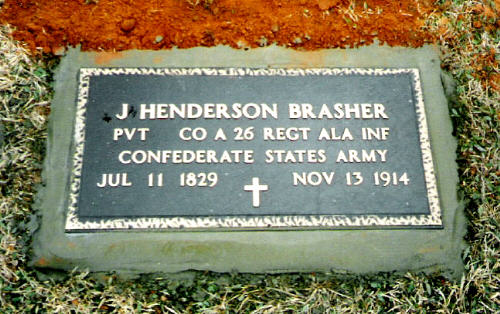 J HENDERSON BRASHER
PVT CO A 26 REGT ALA INF
CONFEDERATE STATES ARMY
JUL 11 1829 NOV 13 1914